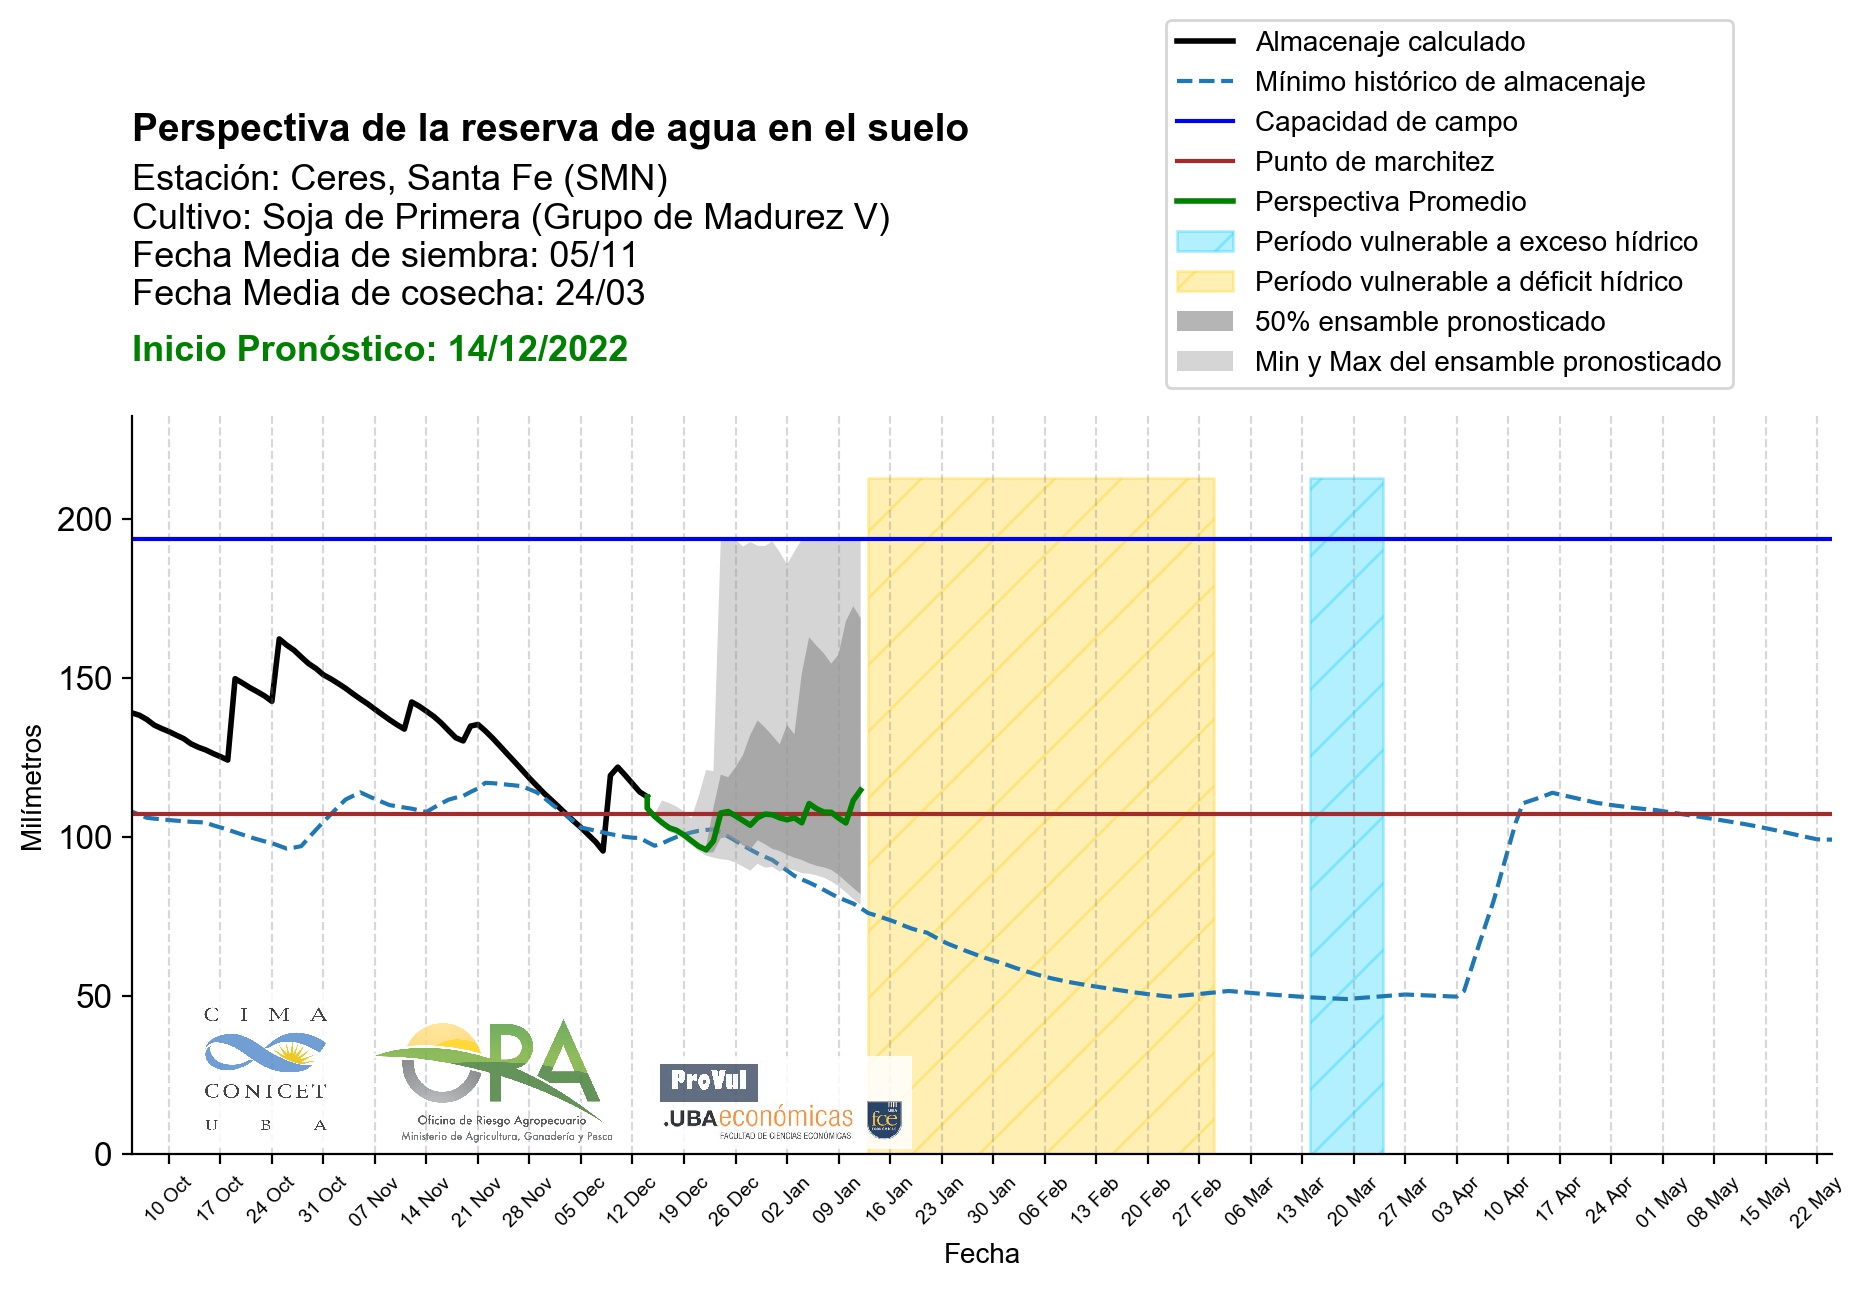 Almacenaje calculado
Mínimo histórico de almacenaje
Capacidad de campo
Punto de marchitez
Perspectiva Promedio
Período vulnerable a exceso hídrico
Período vulnerable a déficit hídrico
50% ensamble pronosticado
Min y Max del ensamble pronosticado
Perspectiva de la reserva de agua en el suelo
Estación: Ceres, Santa Fe (SMN)
Cultivo: Soja de Primera (Grupo de Madurez V)
Fecha Media de siembra: 05/11
Fecha Media de cosecha: 24/03
Inicio Pronóstico: 14/12/2022
200
150
100
50
0
Milímetros
CIMA
CONICET
UBA
ORA
Oficina de Riesgo Agropecuario
Ministerio de Agricultura, Ganadería y Pesca
ProVul
.UBAeconómicas
FACULTAD DE CIENCIAS ECONÓMICAS
UBA
fce
ECONÓMICAS
10 Oct
17 Oct
24 Oct
31 Oct
07 Nov
14 Nov
21 Nov
28 Nov
05 Dec
12 Dec
19 Dec
26 Dec
02 Jan
09 Jan
16 Jan
23 Jan
30 Jan
06 Feb
13 Feb
20 Feb
27 Feb
06 Mar
13 Mar
20 Mar
27 Mar
03 Apr
10 Apr
17 Apr
24 Apr
01 May
08 May
15 May
22 May
Fecha